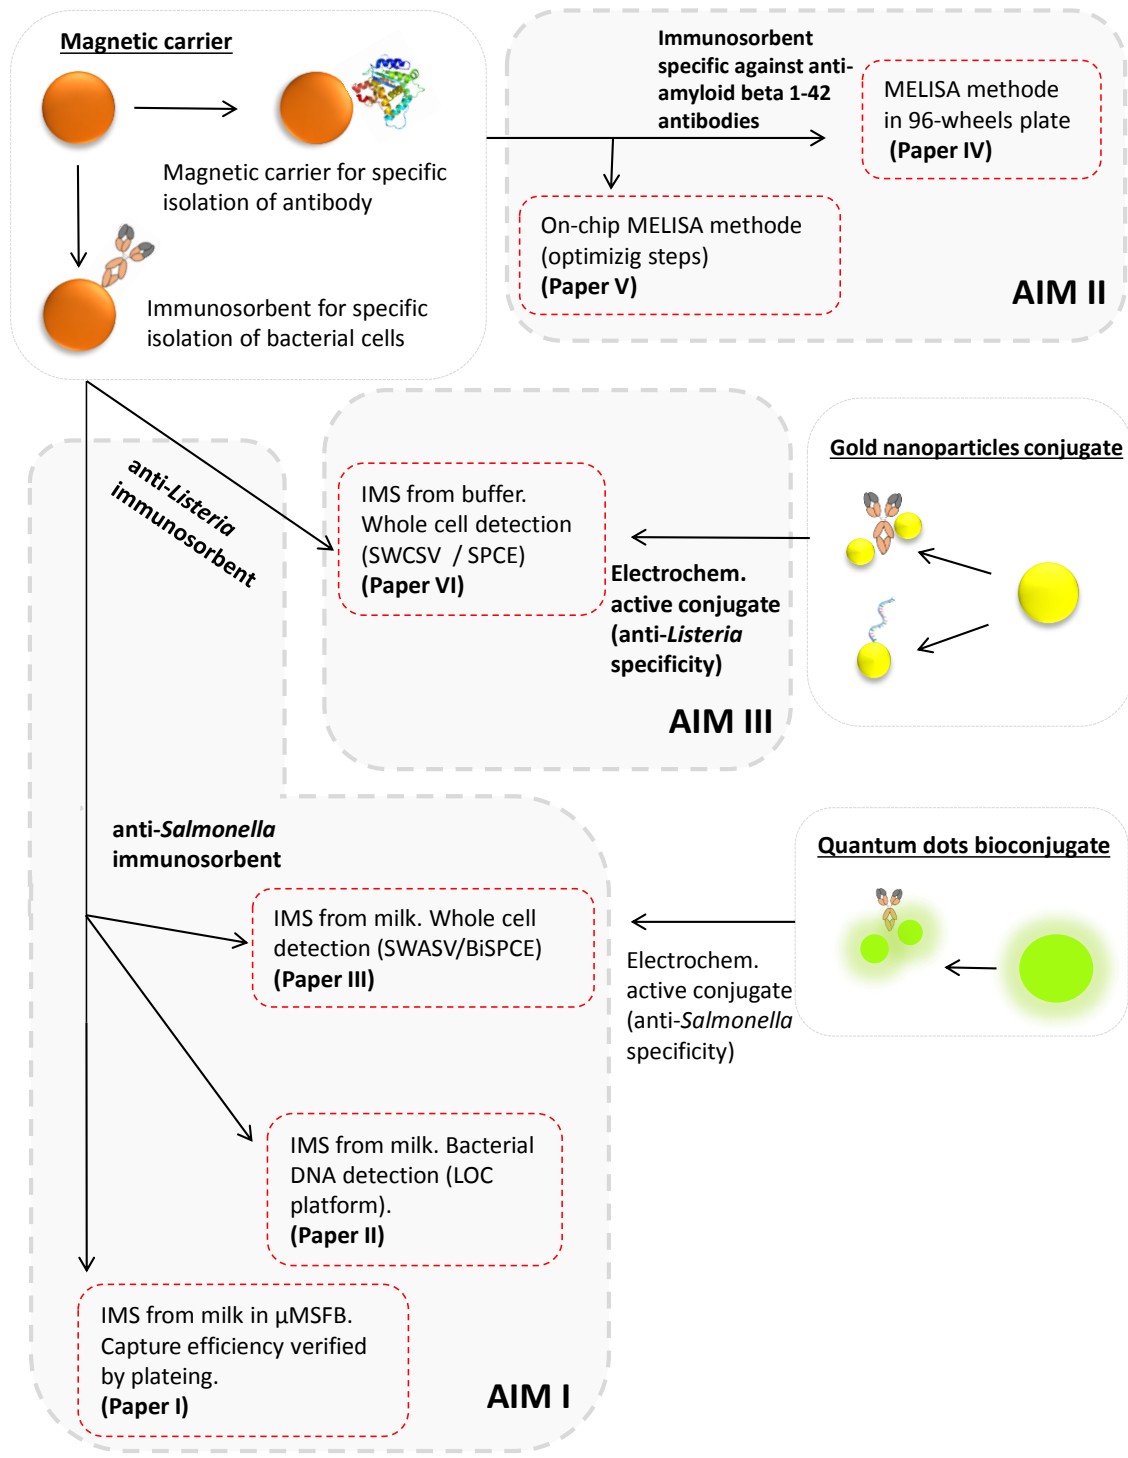 Magnetic carrier
Magnetic carrier for specific
isolation of antibody
Immunosorbent for specific
isolation of bacterial cells
Immunosorbent
specific against anti-
amyloid beta 1-42
antibodies
MELISA methode
in 96-wheels plate
(Paper IV)
On-chip MELISA methode
(optimizig steps)
(Paper V)
AIM II
anti-Listeria
immunosorbent
IMS from buffer.
Whole cell detection
(SWCSV / SPCE)
(Paper VI)
Electrochem.
active conjugate
(anti-Listeria
specificity)
AIM III
Gold nanoparticles conjugate
anti-Salmonella
immunosorbent
IMS from milk. Whole cell
detection (SWASV/BiSPCE)
(Paper III)
Electrochem.
active conjugate
(anti-Salmonella
specificity)
Quantum dots bioconjugate
IMS from milk. Bacterial
DNA detection (LOC
platform).
(Paper II)
IMS from milk in µMSFB.
Capture efficiency verified
by plateing.
(Paper I)
AIM I